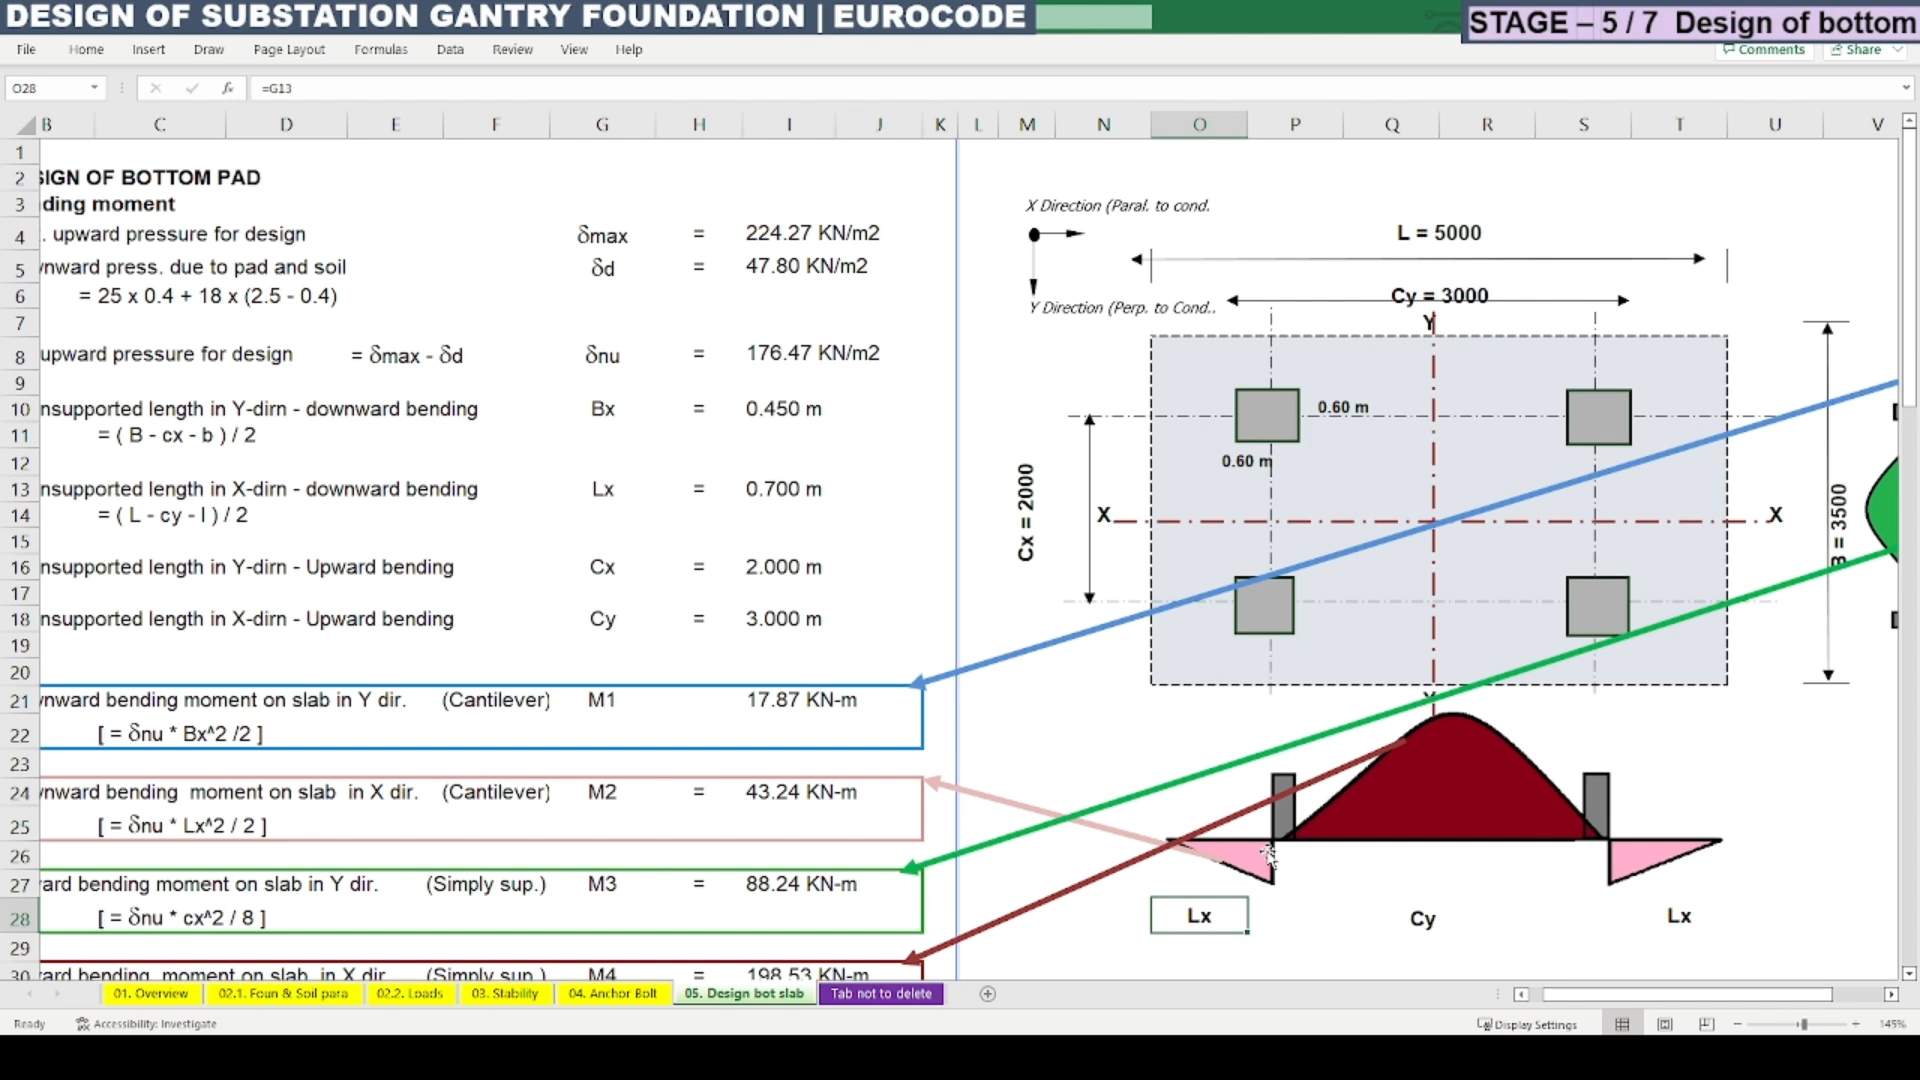 DESIGN OF SUBSTATION GANTRY FOUNDATION | EUROCODE
STAGE – 5 / 7 Design of bottom
File Home Insert Draw Page Layout Formulas Data Review View Help
Comments Share
O28 fx =G13
B C D E F G H I J K L M N O P Q R S T U V
1
2 SIGN OF BOTTOM PAD
3 ding moment
X Direction (Paral. to cond.
4 . upward pressure for design δmax = 224.27 KN/m2
L = 5000
5 wnward press. due to pad and soil δd = 47.80 KN/m2
6 = 25 x 0.4 + 18 x (2.5 - 0.4)
Cy = 3000
Y Direction (Perp. to Cond..
7
Y
8 upward pressure for design = δmax - δd δnu = 176.47 KN/m2
9
10 nsupported length in Y-dirn - downward bending Bx = 0.450 m
0.60 m
11 = ( B - cx - b ) / 2
12
0.60 m
13 nsupported length in X-dirn - downward bending Lx = 0.700 m
Cx = 2000
B = 3500
14 = ( L - cy - l ) / 2
X X
15
16 nsupported length in Y-dirn - Upward bending Cx = 2.000 m
17
18 nsupported length in X-dirn - Upward bending Cy = 3.000 m
19
20
21 wnward bending moment on slab in Y dir. (Cantilever) M1 17.87 KN-m
Y
22 [ = δnu * Bx^2 /2 ]
23
24 wnward bending moment on slab in X dir. (Cantilever) M2 = 43.24 KN-m
25 [ = δnu * Lx^2 / 2 ]
26
27 ard bending moment on slab in Y dir. (Simply sup.) M3 = 88.24 KN-m
28 [ = δnu * cx^2 / 8 ]
Lx Cy Lx
29
30 ard bending moment on slab in X dir (Simply sup.) M4 = 198.53 KN-m
01. Overview 02.1. Foun & Soil para 02.2. Loads 03. Stability 04. Anchor Bolt 05. Design bot slab Tab not to delete
Ready Accessibility: Investigate Display Settings 145%